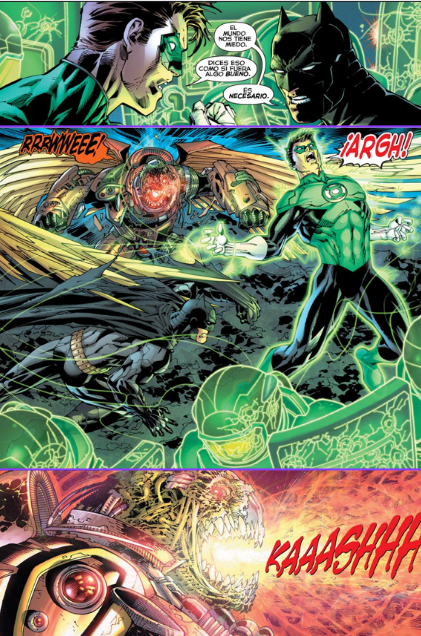 EL
MUNDO
NOS TIENE
MIEDO.
DICES ESO
COMO SI FUERA
ALGO BUENO.
ES
NECESARIO.
RRRWWEEE!
¡ARGH!
KAAASHHH